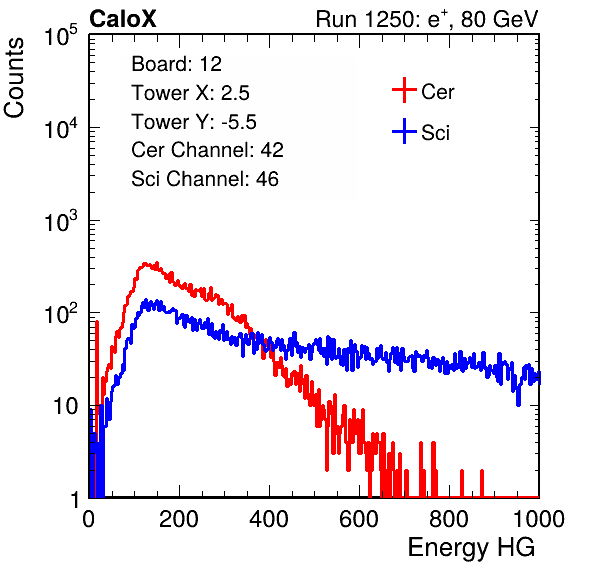 CaloX Run 1250: e⁺, 80 GeV
Counts
Board: 12
Tower X: 2.5
Tower Y: -5.5
Cer Channel: 42
Sci Channel: 46
Cer
Sci
10⁵
10⁴
10³
10²
10
1
0 200 400 600 800 1000
Energy HG